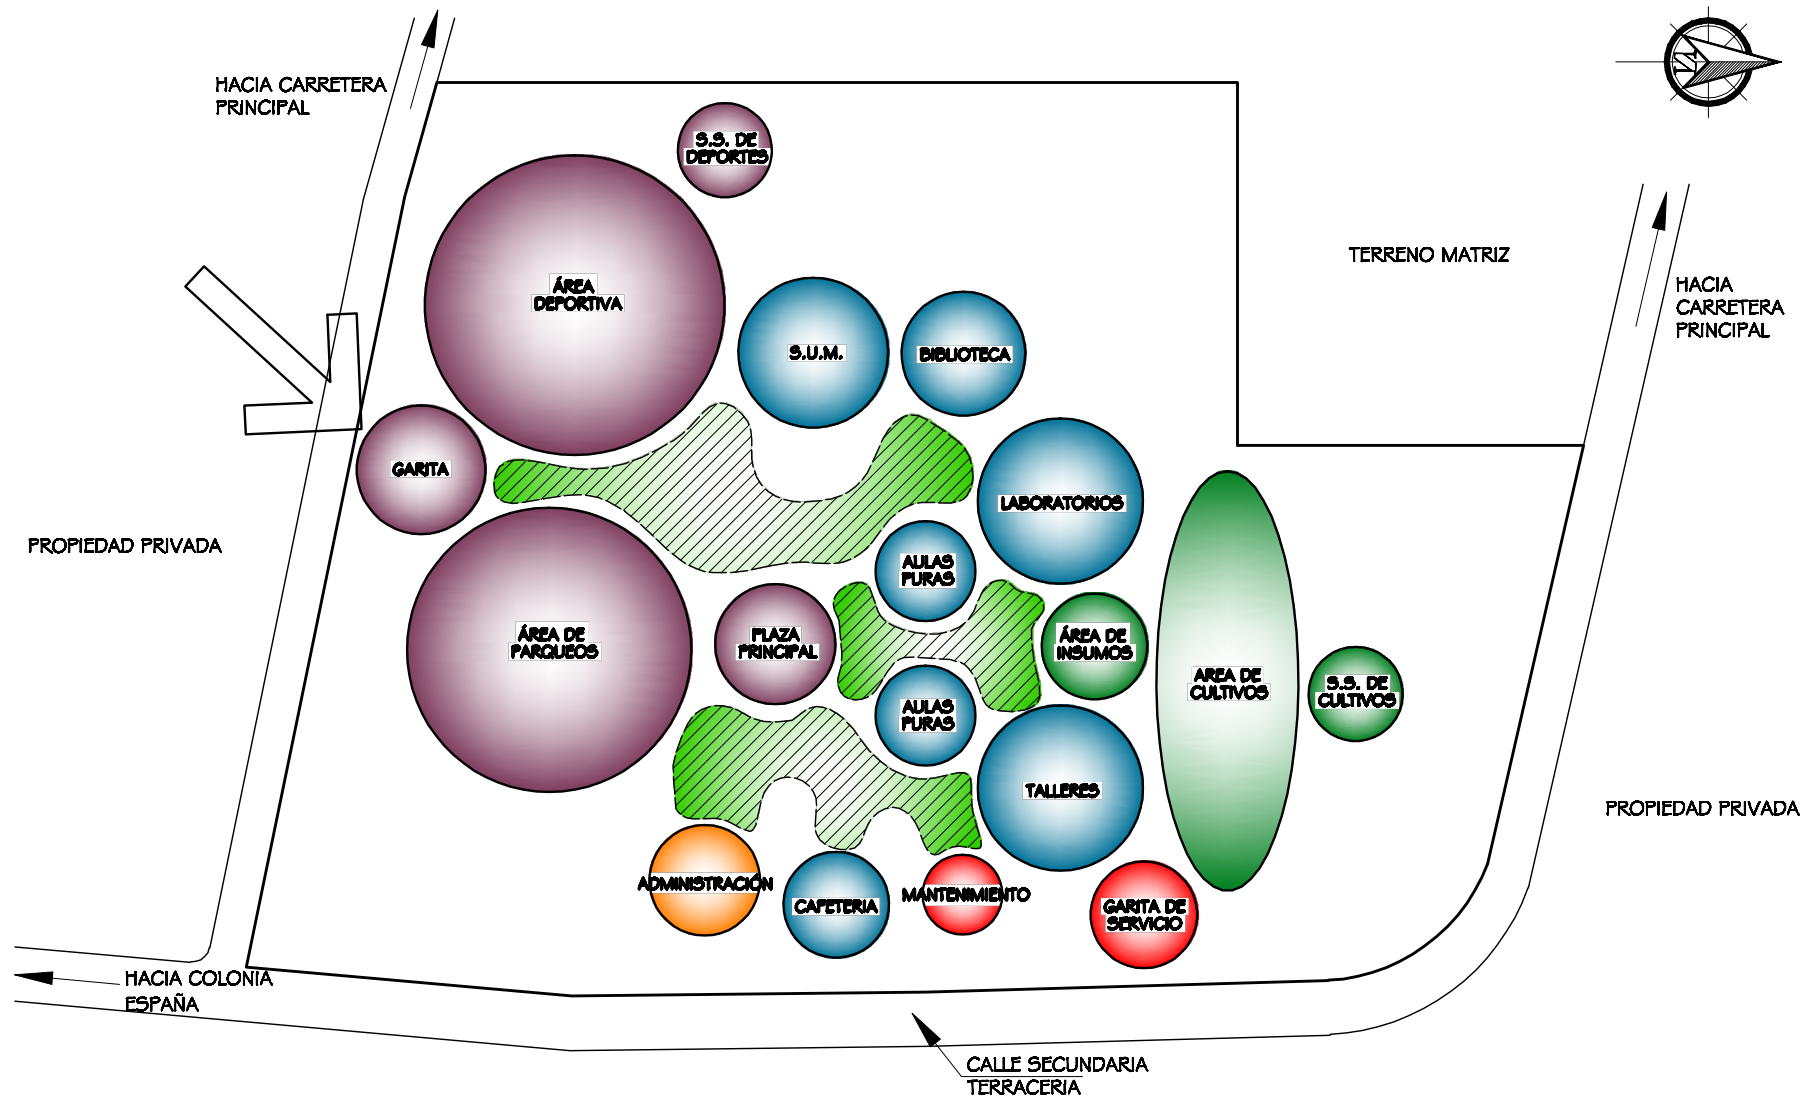 HACIA CARRETERA
PRINCIPAL
N
S.S. DE
DEPORTES
TERRENO MATRIZ
ÁREA
DEPORTIVA
HACIA
CARRETERA
PRINCIPAL
S.U.M.
BIBLIOTECA
GARITA
LABORATORIOS
PROPIEDAD PRIVADA
AULAS
PURAS
ÁREA DE
PARQUEOS
PLAZA
PRINCIPAL
ÁREA DE
INSUMOS
AREA DE
CULTIVOS
S.S. DE
CULTIVOS
AULAS
PURAS
TALLERES
PROPIEDAD PRIVADA
ADMINISTRACIÓN
CAFETERIA
MANTENIMIENTO
GARITA DE
SERVICIO
HACIA COLONIA
ESPAÑA
CALLE SECUNDARIA
TERRACERIA